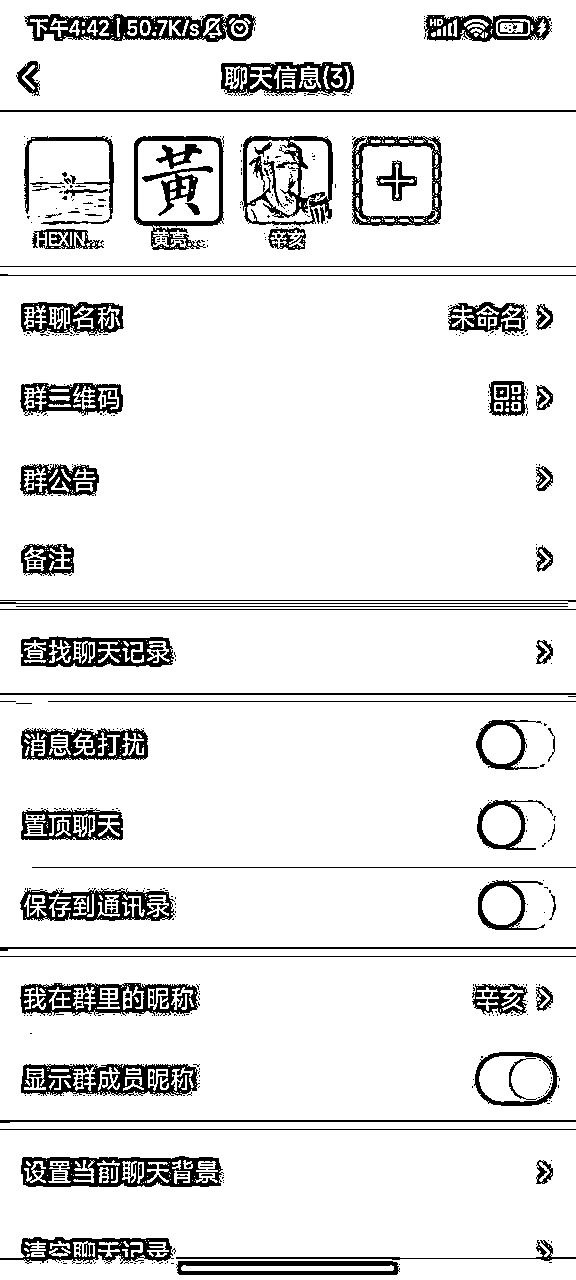 下午4:42 | 50.7K/s
聊天信息(3)
黃
HEXIN... 黄亮... 辛亥
群聊名称 未命名
群二维码
群公告
备注
查找聊天记录
消息免打扰
置顶聊天
保存到通讯录
我在群里的昵称 辛亥
显示群成员昵称
设置当前聊天背景
清空聊天记录